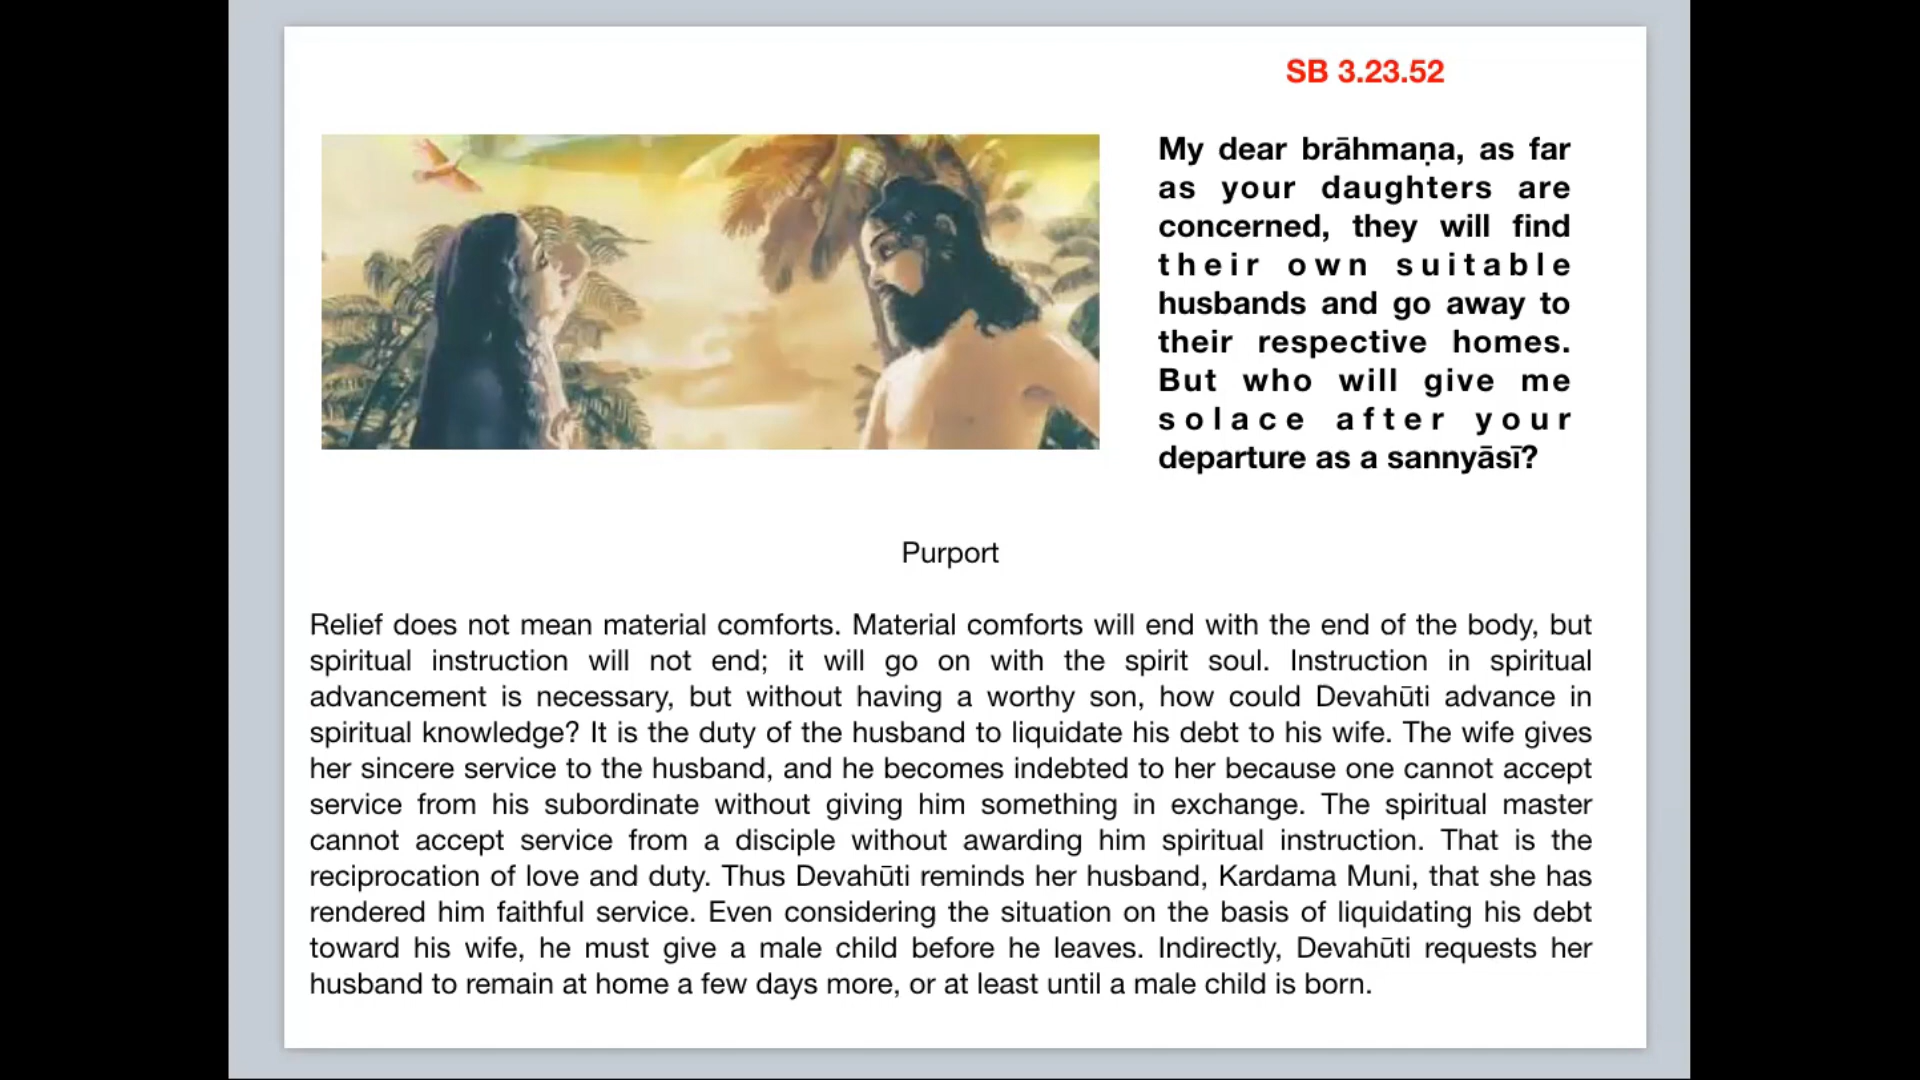 SB 3.23.52
My dear brāhmaṇa, as far
as your daughters are
concerned, they will find
their own suitable
husbands and go away to
their respective homes.
But who will give me
solace after your
departure as a sannyāsī?
Purport
Relief does not mean material comforts. Material comforts will end with the end of the body, but
spiritual instruction will not end; it will go on with the spirit soul. Instruction in spiritual
advancement is necessary, but without having a worthy son, how could Devahūti advance in
spiritual knowledge? It is the duty of the husband to liquidate his debt to his wife. The wife gives
her sincere service to the husband, and he becomes indebted to her because one cannot accept
service from his subordinate without giving him something in exchange. The spiritual master
cannot accept service from a disciple without awarding him spiritual instruction. That is the
reciprocation of love and duty. Thus Devahūti reminds her husband, Kardama Muni, that she has
rendered him faithful service. Even considering the situation on the basis of liquidating his debt
toward his wife, he must give a male child before he leaves. Indirectly, Devahūti requests her
husband to remain at home a few days more, or at least until a male child is born.